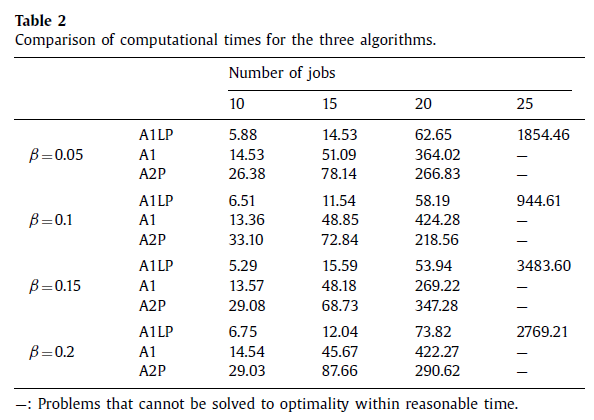 Table 2
Comparison of computational times for the three algorithms.
Number of jobs
10 15 20 25
A1LP 5.88 14.53 62.65 1854.46
β=0.05 A1 14.53 51.09 364.02 –
A2P 26.38 78.14 266.83 –
A1LP 6.51 11.54 58.19 944.61
β=0.1 A1 13.36 48.85 424.28 –
A2P 33.10 72.84 218.56 –
A1LP 5.29 15.59 53.94 3483.60
β=0.15 A1 13.57 48.18 269.22 –
A2P 29.08 68.73 347.28 –
A1LP 6.75 12.04 73.82 2769.21
β=0.2 A1 14.54 45.67 422.27 –
A2P 29.03 87.66 290.62 –
–: Problems that cannot be solved to optimality within reasonable time.